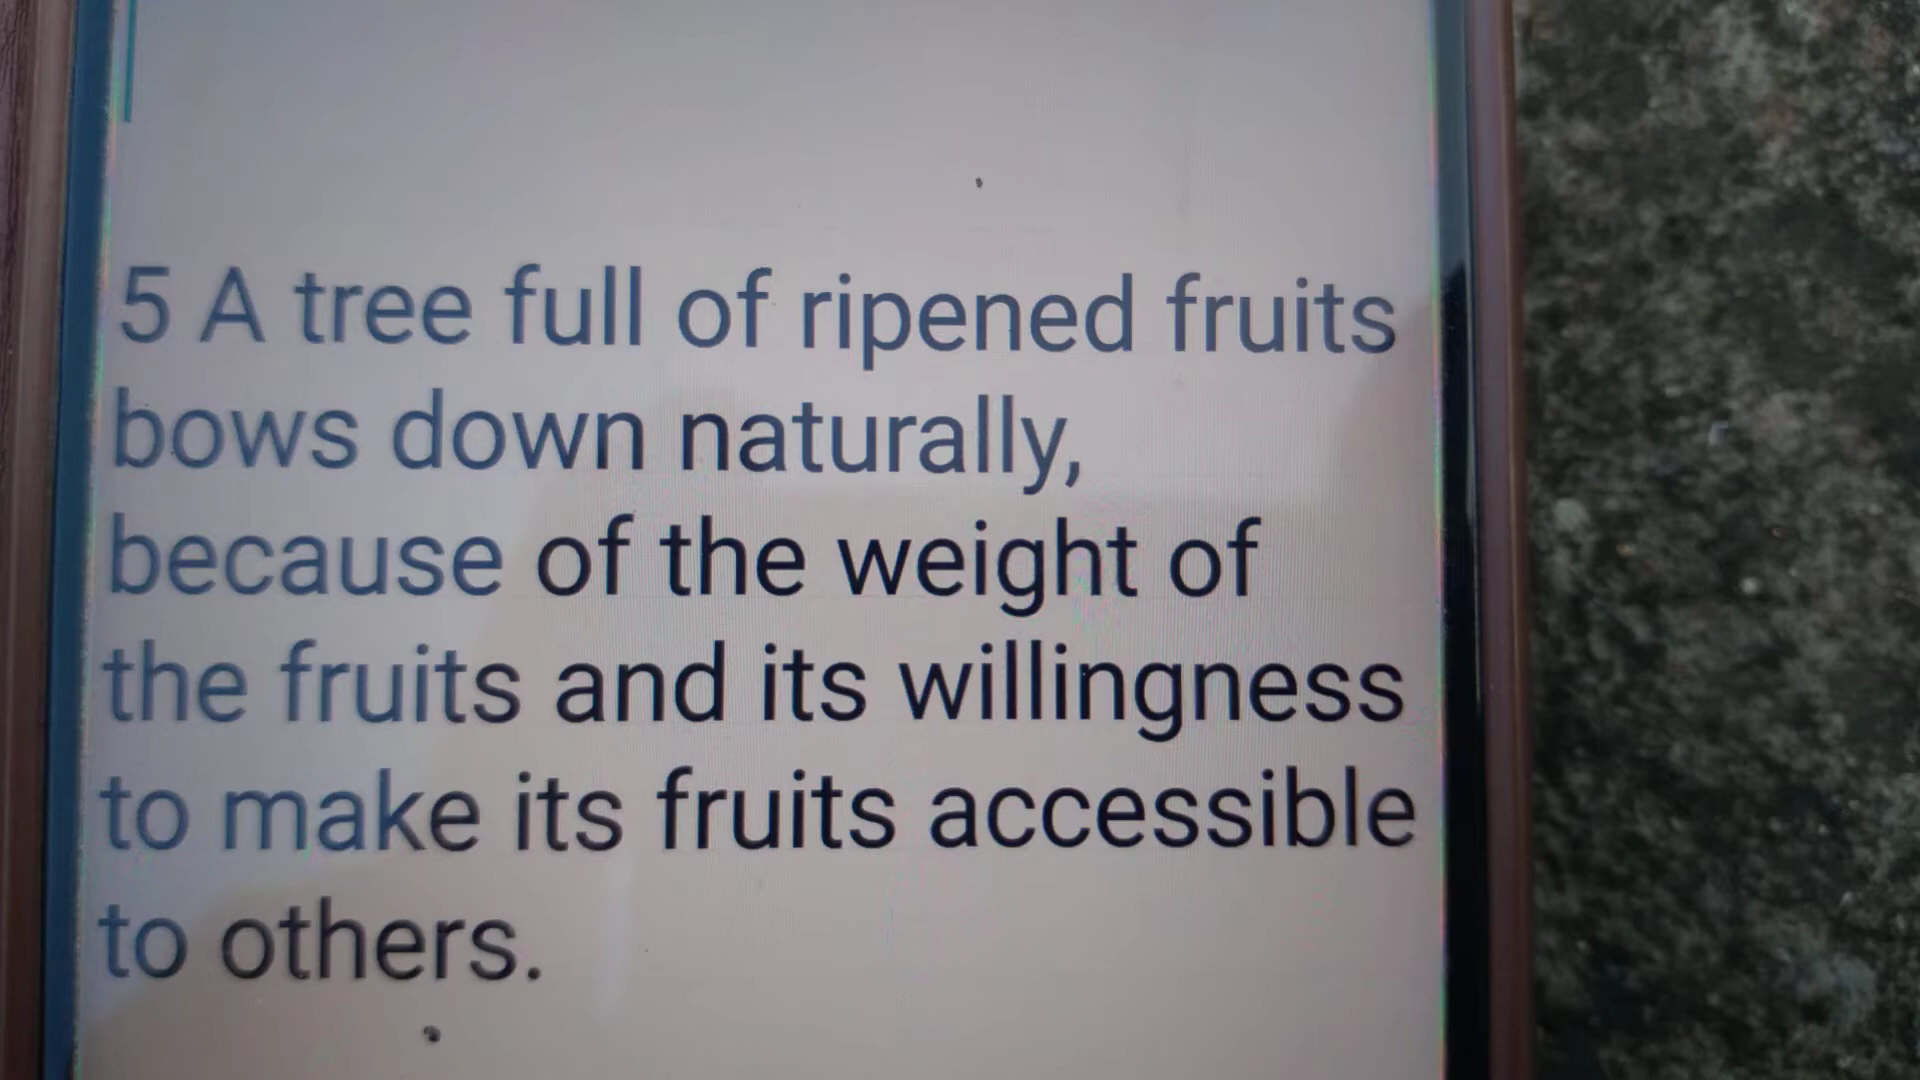 5 A tree full of ripened fruits
bows down naturally,
because of the weight of
the fruits and its willingness
to make its fruits accessible
to others.